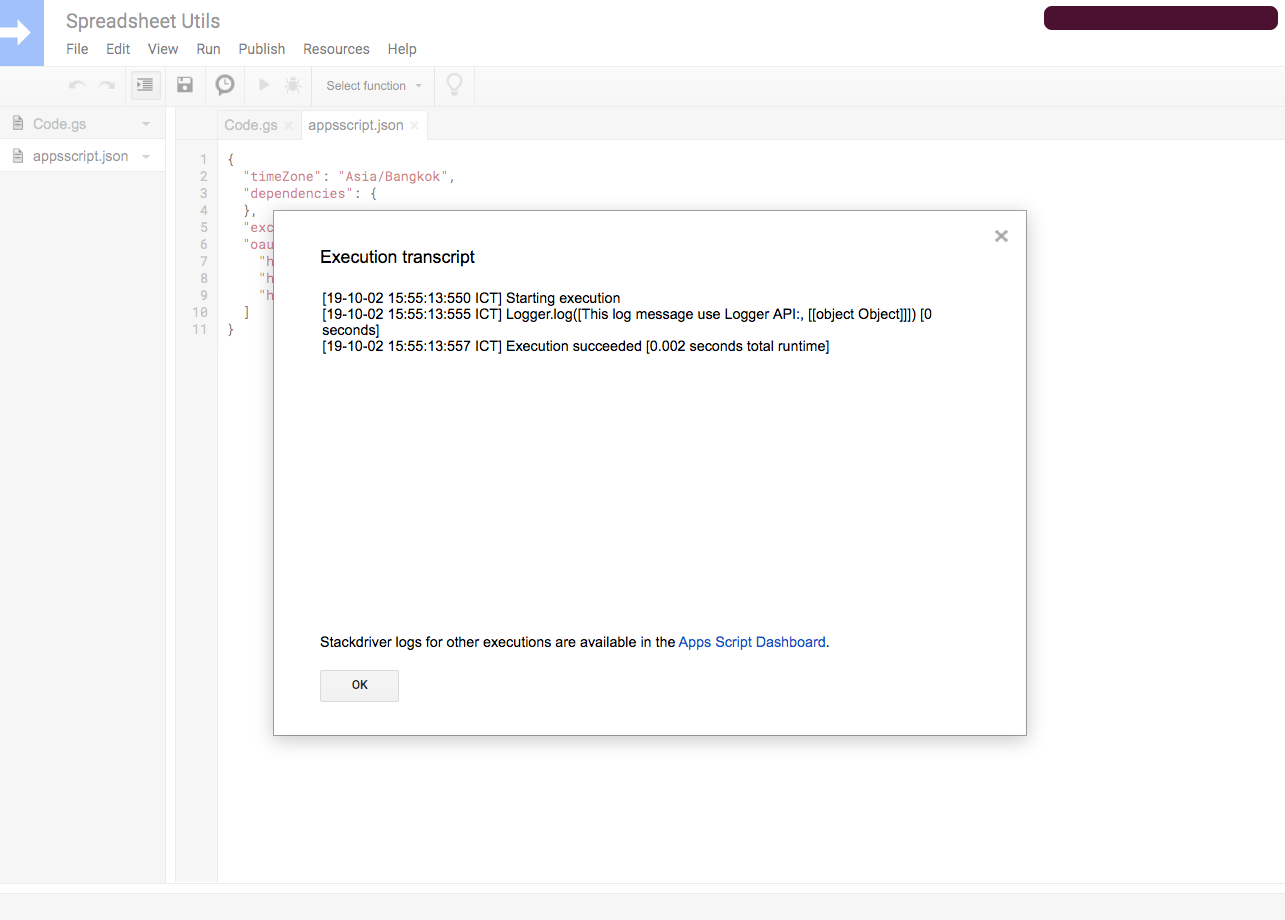 Spreadsheet Utils
File Edit View Run Publish Resources Help
Select function
Code.gs
appsscript.json
Code.gs appsscript.json
1 {
2 "timeZone": "Asia/Bangkok",
3 "dependencies": {
4 },
5 "exc
6 "oau
7 "h
8 "h
9 "h
10 ]
11 }
Execution transcript
[19-10-02 15:55:13:550 ICT] Starting execution
[19-10-02 15:55:13:555 ICT] Logger.log([This log message use Logger API:, [[object Object]]]) [0
seconds]
[19-10-02 15:55:13:557 ICT] Execution succeeded [0.002 seconds total runtime]
Stackdriver logs for other executions are available in the Apps Script Dashboard.
OK